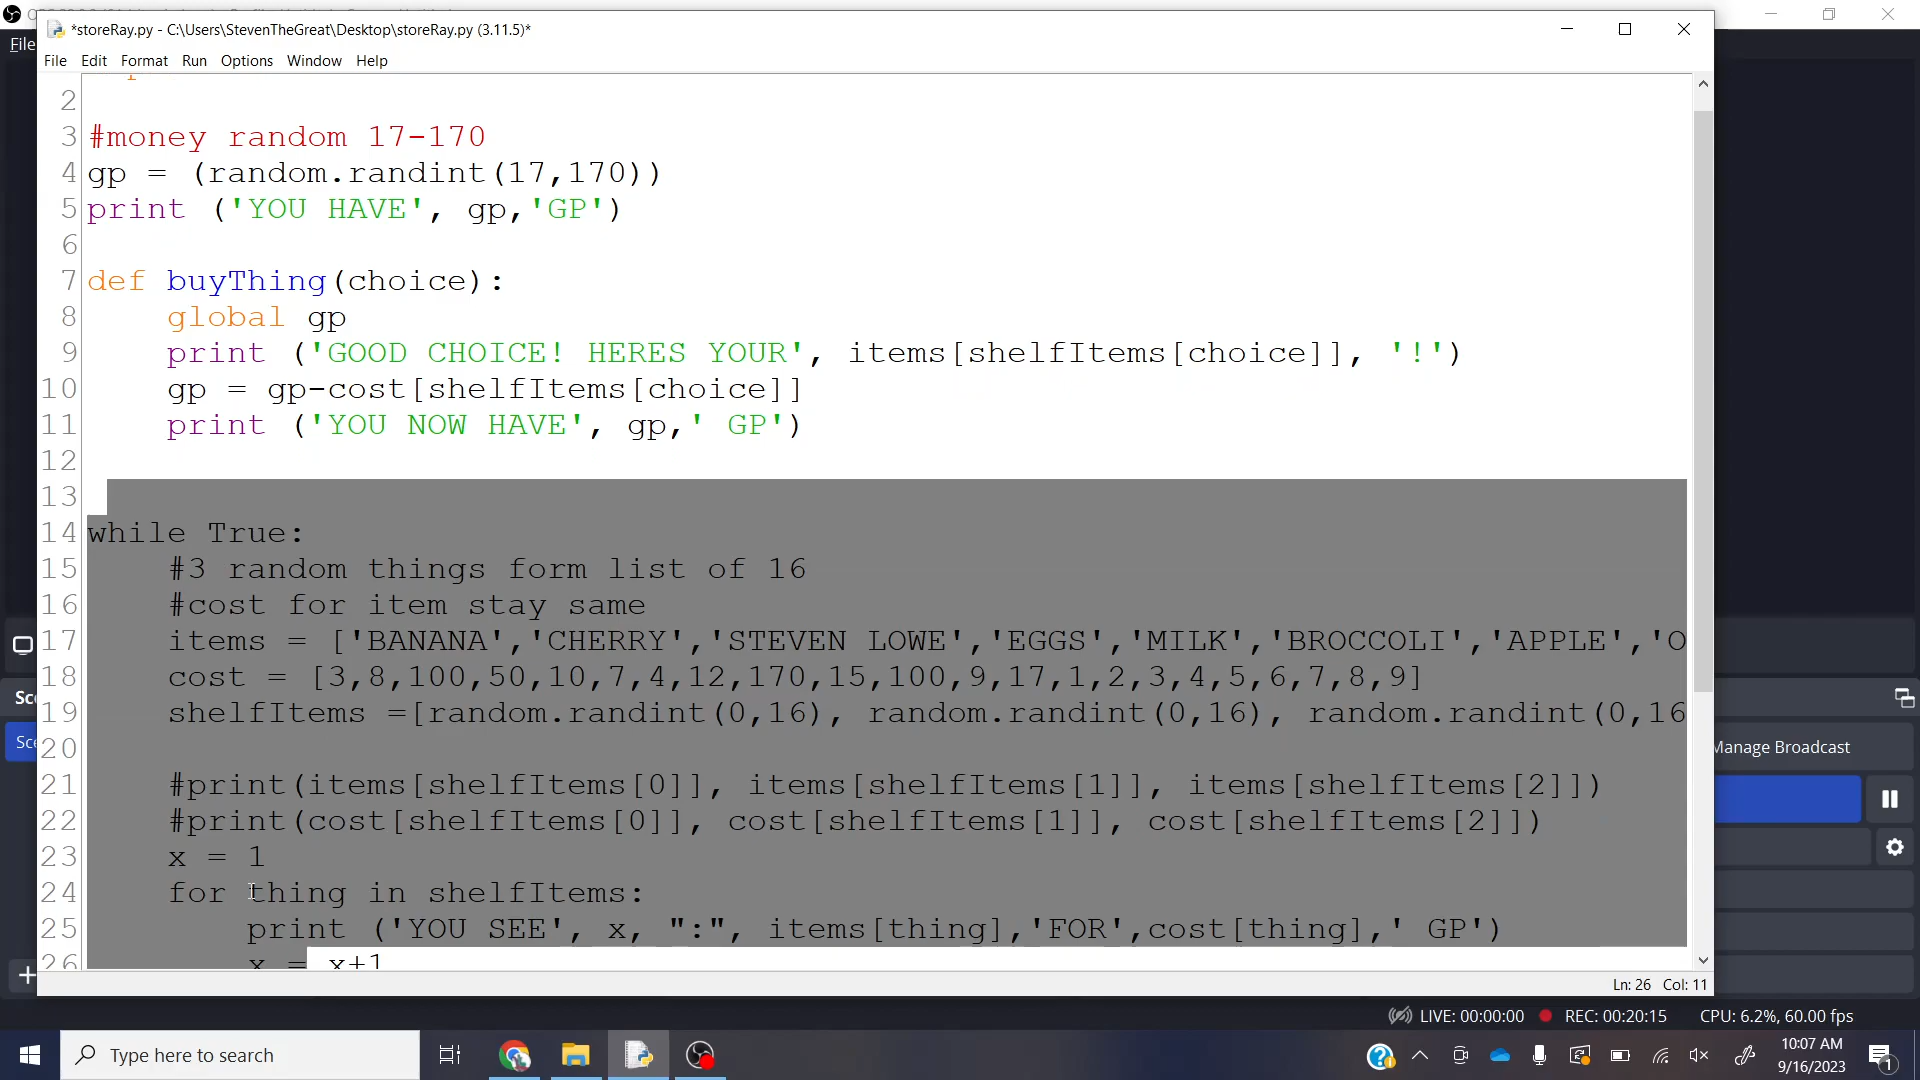 *storeRay.py - C:\Users\StevenTheGreat\Desktop\storeRay.py (3.11.5)*
File
File Edit Format Run Options Window Help
2
3 #money random 17-170
4 gp = (random.randint(17,170))
5 print ('YOU HAVE', gp,'GP')
6
7 def buyThing(choice):
8 global gp
9 print ('GOOD CHOICE! HERES YOUR', items[shelfItems[choice]], '!')
10 gp = gp-cost[shelfItems[choice]]
11 print ('YOU NOW HAVE', gp,' GP')
12
13
14 while True:
15 #3 random things form list of 16
16 #cost for item stay same
17 items = ['BANANA','CHERRY','STEVEN LOWE','EGGS','MILK','BROCCOLI','APPLE','O
18 cost = [3,8,100,50,10,7,4,12,170,15,100,9,17,1,2,3,4,5,6,7,8,9]
19 shelfItems =[random.randint(0,16), random.randint(0,16), random.randint(0,16
20
21 #print(items[shelfItems[0]], items[shelfItems[1]], items[shelfItems[2]])
22 #print(cost[shelfItems[0]], cost[shelfItems[1]], cost[shelfItems[2]])
23 x = 1
24 for thing in shelfItems:
25 print ('YOU SEE', x, ":", items[thing],'FOR',cost[thing],' GP')
26 x = x+1
Sc
Sce
Manage Broadcast
Ln: 26 Col: 11
LIVE: 00:00:00 REC: 00:20:15 CPU: 6.2%, 60.00 fps
Type here to search
10:07 AM
9/16/2023
1